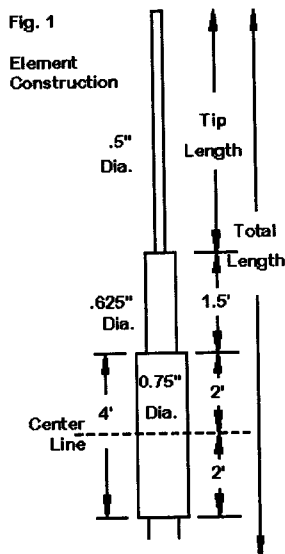 Fig. 1
Element
Construction
.5"
Dia.
Tip
Length
Total
Length
.625"
Dia.
1.5'
0.75"
Dia.
4'
2'
Center
Line
2'